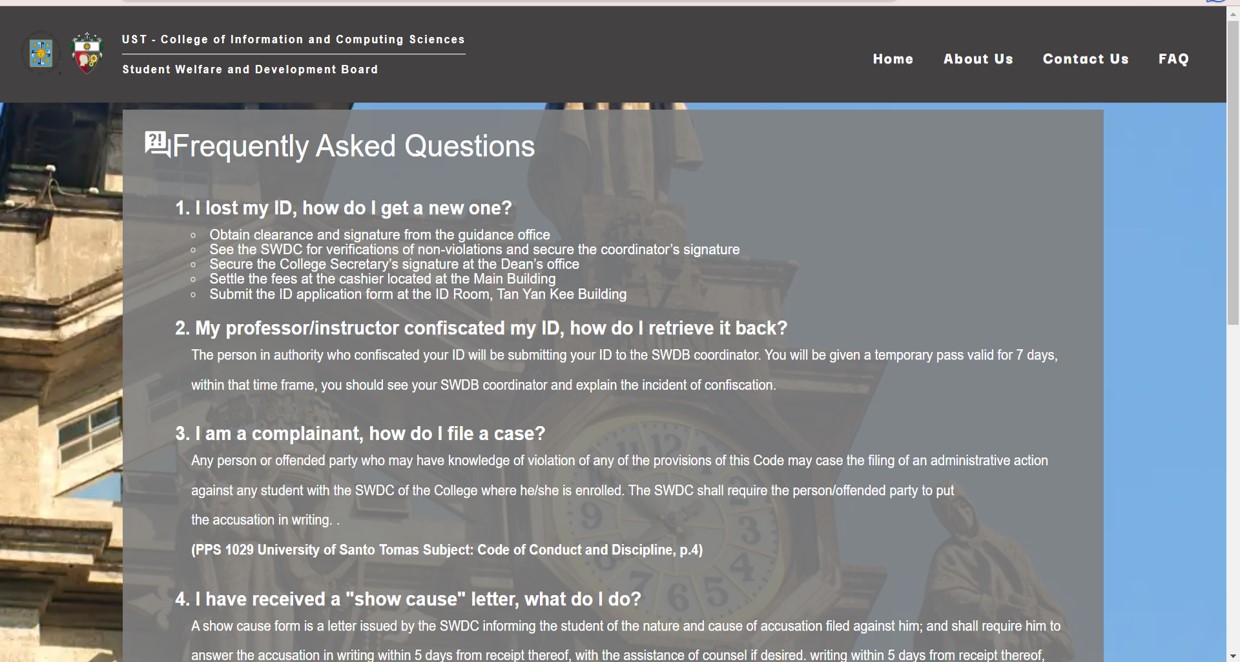 UST - College of Information and Computing Sciences
Student Welfare and Development Board
Home About Us Contact Us FAQ
?!
Frequently Asked Questions
1. I lost my ID, how do I get a new one?
Obtain clearance and signature from the guidance office
See the SWDC for verifications of non-violations and secure the coordinator's signature
Secure the College Secretary's signature at the Dean's office
Settle the fees at the cashier located at the Main Building
Submit the ID application form at the ID Room, Tan Yan Kee Building
2. My professor/instructor confiscated my ID, how do I retrieve it back?
The person in authority who confiscated your ID will be submitting your ID to the SWDB coordinator. You will be given a temporary pass valid for 7 days,
within that time frame, you should see your SWDB coordinator and explain the incident of confiscation.
3. I am a complainant, how do I file a case?
Any person or offended party who may have knowledge of violation of any of the provisions of this Code may case the filing of an administrative action
against any student with the SWDC of the College where he/she is enrolled. The SWDC shall require the person/offended party to put
the accusation in writing. .
(PPS 1029 University of Santo Tomas Subject: Code of Conduct and Discipline, p.4)
4. I have received a "show cause" letter, what do I do?
A show cause form is a letter issued by the SWDC informing the student of the nature and cause of accusation filed against him; and shall require him to
answer the accusation in writing within 5 days from receipt thereof, with the assistance of counsel if desired. writing within 5 days from receipt thereof,